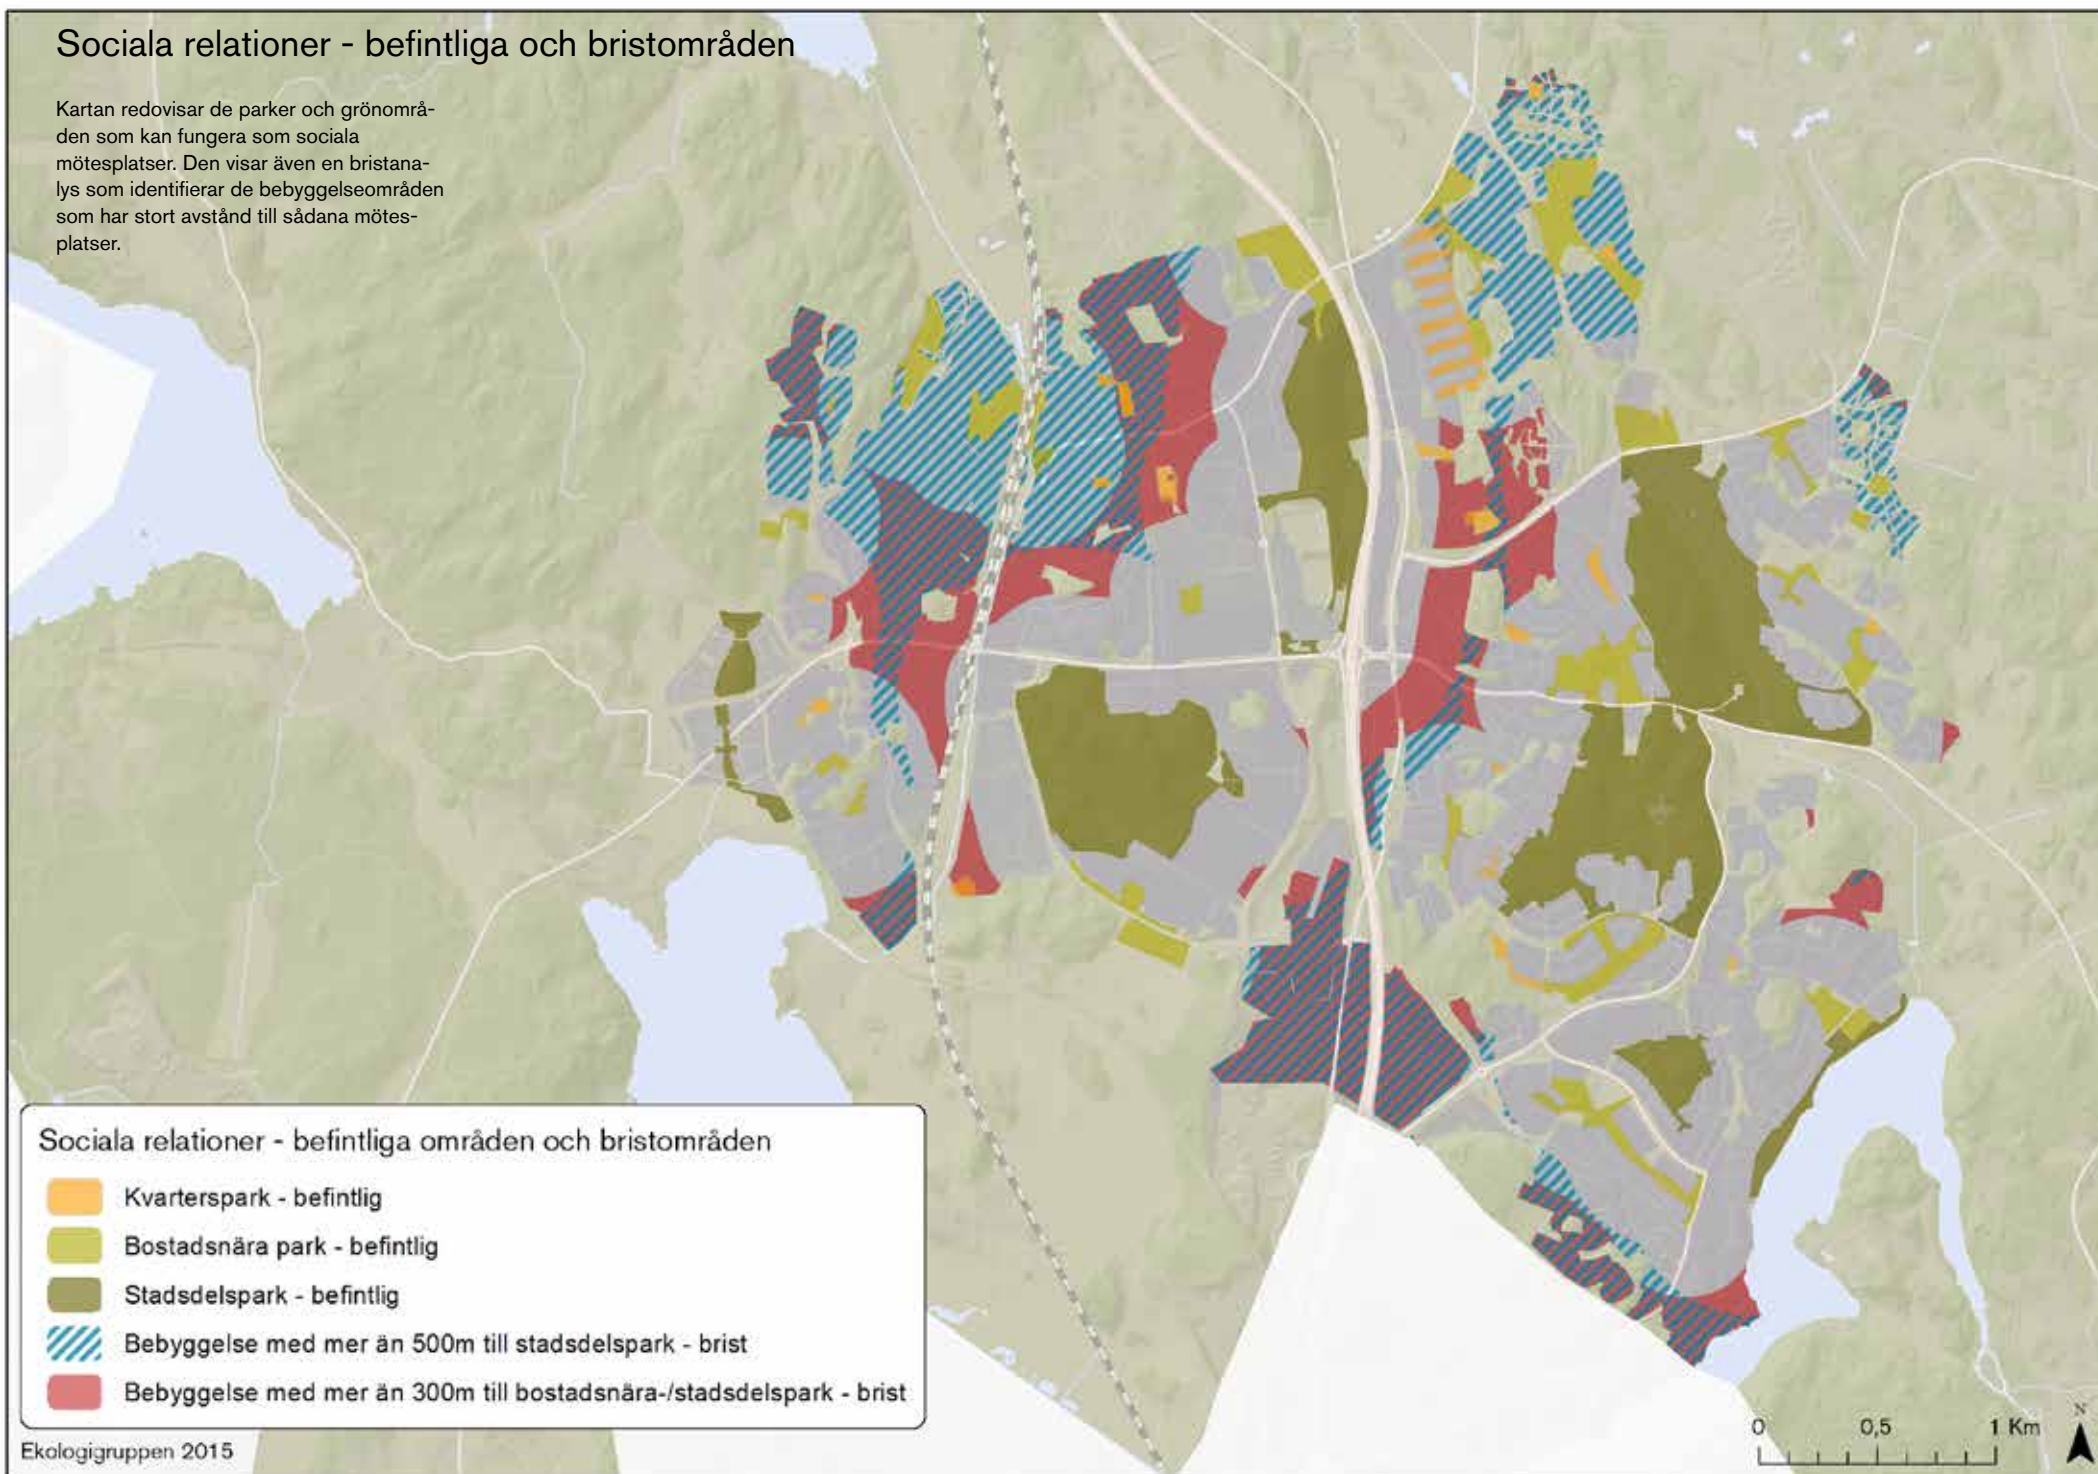 Sociala relationer - befintliga och bristområden
Kartan redovisar de parker och grönområ-
den som kan fungera som sociala
mötesplatser. Den visar även en bristana-
lys som identifierar de bebyggelseområden
som har stort avstånd till sådana mötes-
platser.
Sociala relationer - befintliga områden och bristområden
Kvarterspark - befintlig
Bostadsnära park - befintlig
Stadsdelspark - befintlig
Bebyggelse med mer än 500m till stadsdelspark - brist
Bebyggelse med mer än 300m till bostadsnära-/stadsdelspark - brist
Ekologigruppen 2015
0 0,5 1 Km
N